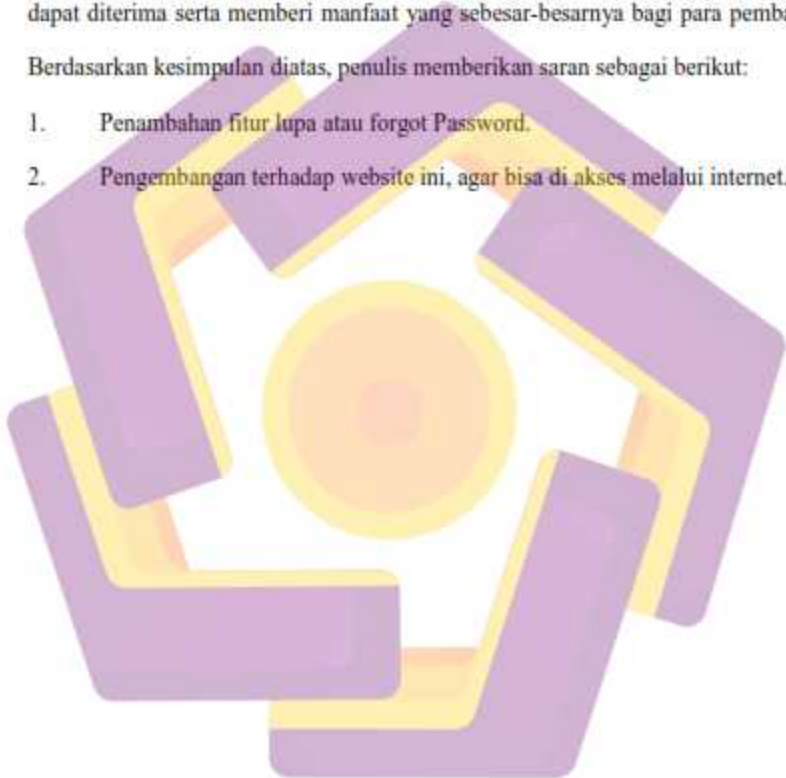 dapat diterima serta memberi manfaat yang sebesar-besarnya bagi para
Berdasarkan kesimpulan diatas, penulis memberikan saran sebagai berikut:
1. Penambahan fitur lupa atau forgot Password.
2. Pengembangan terhadap website ini, agar bisa di akses melalui internet.